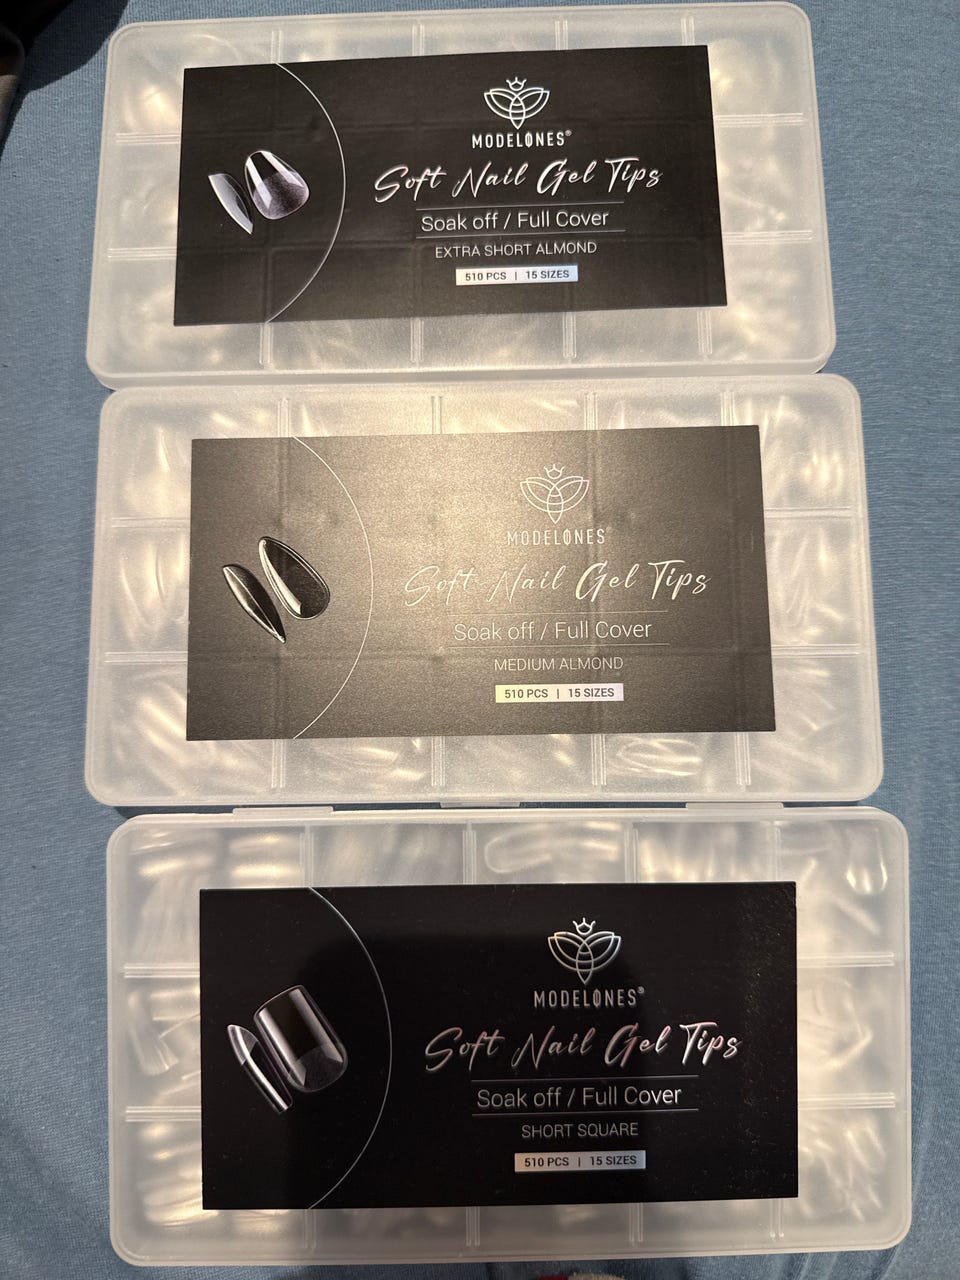 MODELONES®
Soft Nail Gel Tips
Soak off / Full Cover
EXTRA SHORT ALMOND
510 PCS | 15 SIZES
MODELONES®
Soft Nail Gel Tips
Soak off / Full Cover
MEDIUM ALMOND
510 PCS | 15 SIZES
MODELONES®
Soft Nail Gel Tips
Soak off / Full Cover
SHORT SQUARE
510 PCS | 15 SIZES